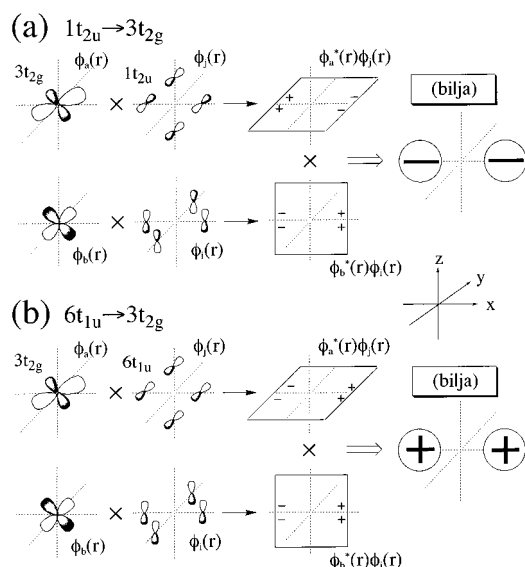 (a) 1t₂ᵤ→3t₂g
3t₂g ϕₐ(r) 1t₂ᵤ ϕⱼ(r) ϕₐ*(r)ϕⱼ(r)
× + + − − (bilja)
× ⇒ − −
× − − + +
ϕb(r) ϕᵢ(r) ϕb*(r)ϕᵢ(r)
z
y
x
(b) 6t₁ᵤ→3t₂g
3t₂g ϕₐ(r) 6t₁ᵤ ϕⱼ(r) ϕₐ*(r)ϕⱼ(r)
× − − + + (bilja)
× ⇒ + +
× − − + +
ϕb(r) ϕᵢ(r) ϕb*(r)ϕᵢ(r)